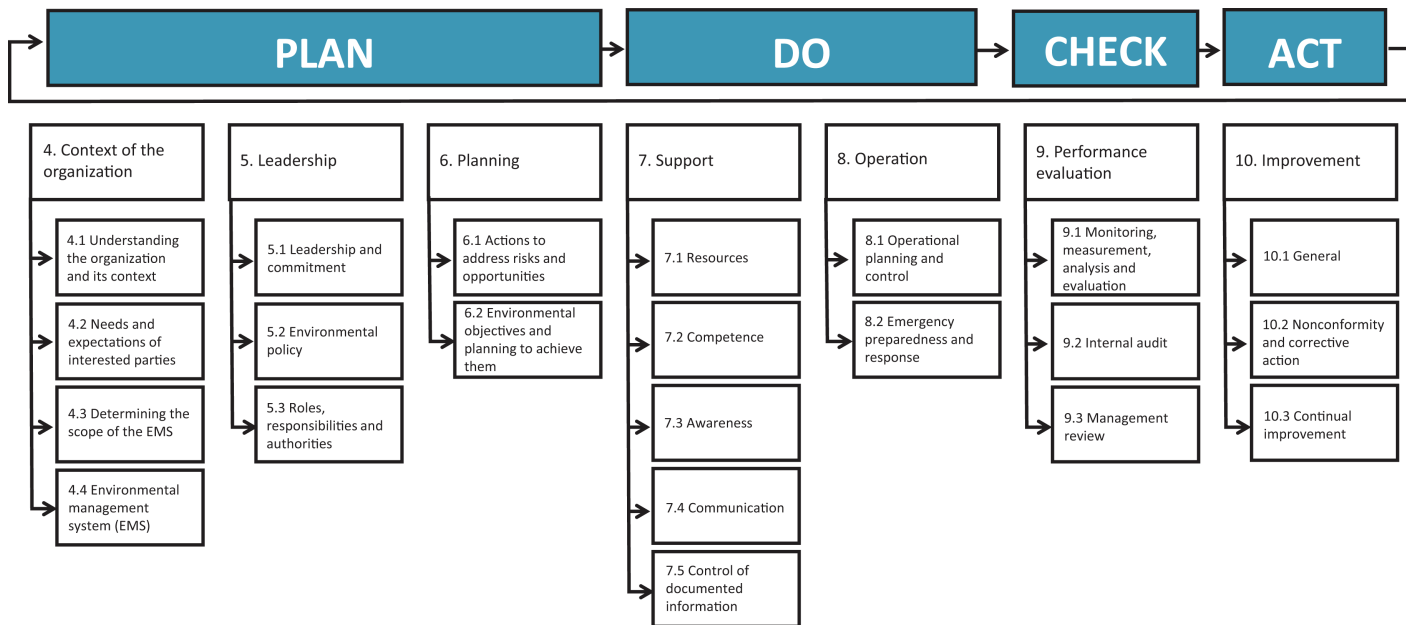 PLAN
DO
CHECK
ACT
4. Context of the
organization
4.1 Understanding
the organization
and its context
4.2 Needs and
expectations of
interested parties
4.3 Determining the
scope of the EMS
4.4 Environmental
management
system (EMS)
5. Leadership
5.1 Leadership and
commitment
5.2 Environmental
policy
5.3 Roles,
responsibilities and
authorities
6. Planning
6.1 Actions to
address risks and
opportunities
6.2 Environmental
objectives and
planning to achieve
them
7. Support
7.1 Resources
7.2 Competence
7.3 Awareness
7.4 Communication
7.5 Control of
documented
information
8. Operation
8.1 Operational
planning and
control
8.2 Emergency
preparedness and
response
9. Performance
evaluation
9.1 Monitoring,
measurement,
analysis and
evaluation
9.2 Internal audit
9.3 Management
review
10. Improvement
10.1 General
10.2 Nonconformity
and corrective
action
10.3 Continual
improvement